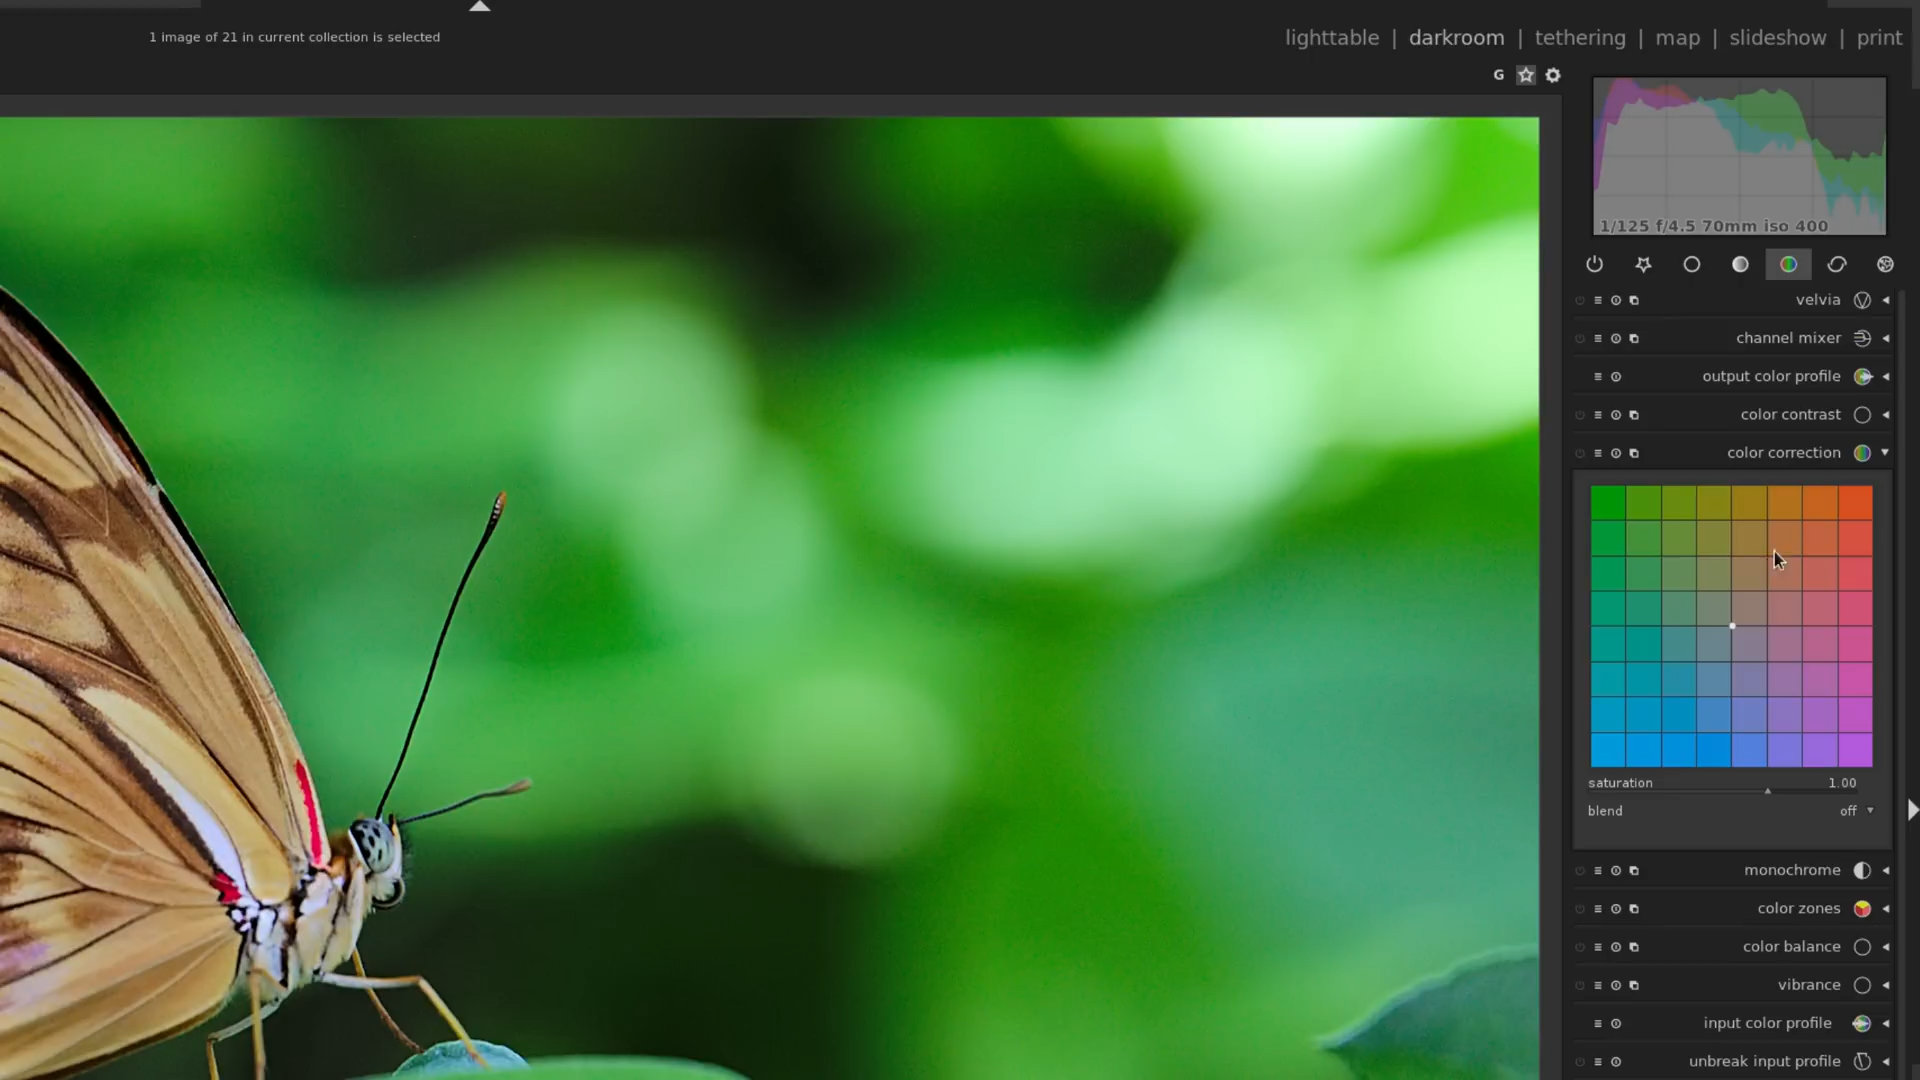 1 image of 21 in current collection is selected
lighttable | darkroom | tethering | map | slideshow | print
G
1/125 f/4.5 70mm iso 400
velvia
channel mixer
output color profile
color contrast
color correction
saturation 1.00
blend off
monochrome
color zones
color balance
vibrance
input color profile
unbreak input profile